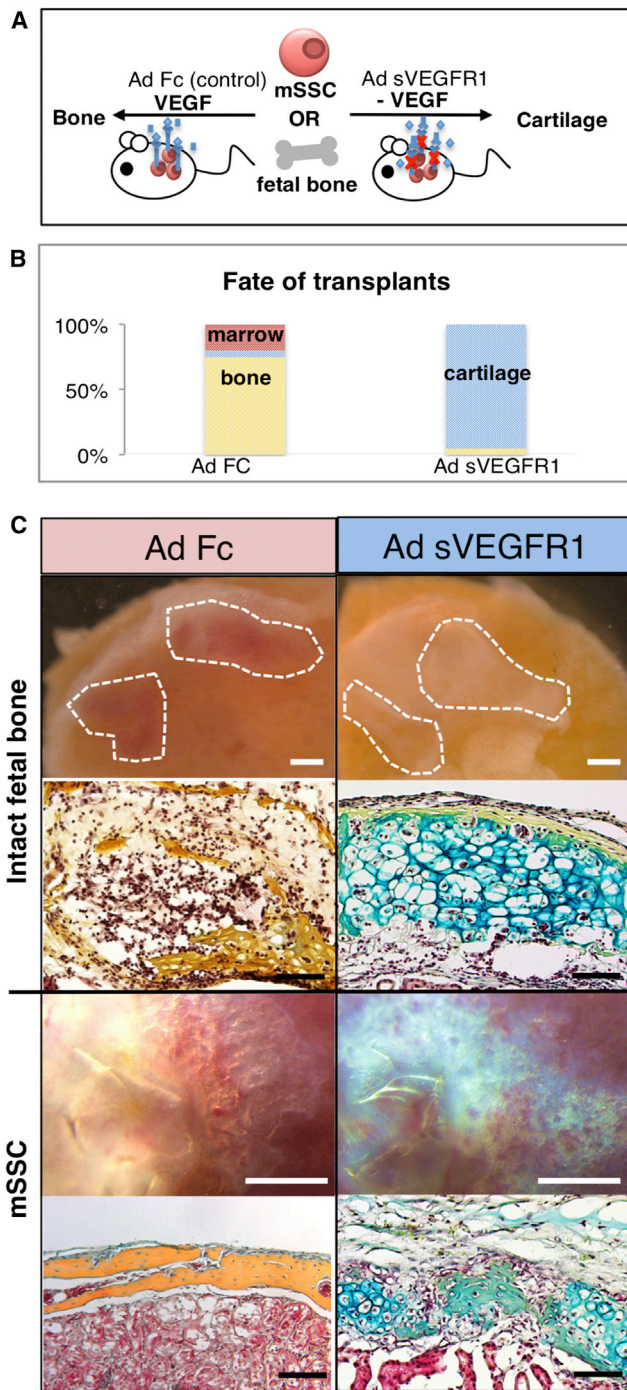 A
Ad Fc (control)
VEGF
Bone
mSSC
OR
fetal bone
Ad sVEGFR1
- VEGF
Cartilage
B
Fate of transplants
100%
50%
0%
marrow
bone
cartilage
Ad FC
Ad sVEGFR1
C
Ad Fc
Ad sVEGFR1
Intact fetal bone
mSSC